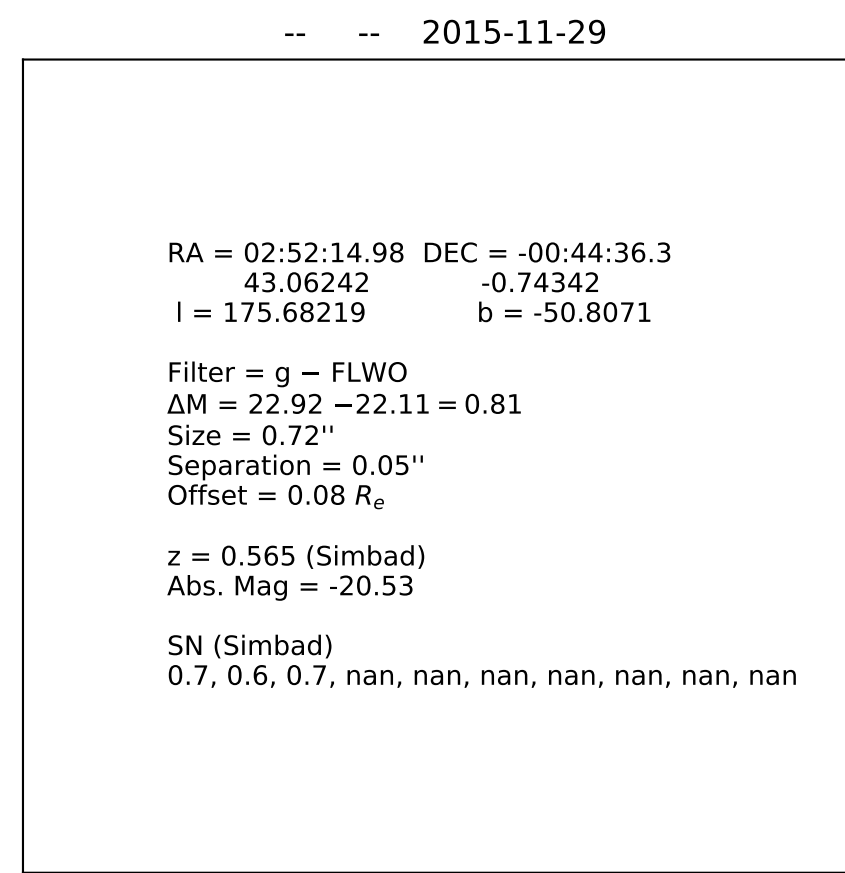 -- -- 2015-11-29
RA = 02:52:14.98 DEC = -00:44:36.3
43.06242 -0.74342
l = 175.68219 b = -50.8071
Filter = g − FLWO
ΔM = 22.92 −22.11 = 0.81
Size = 0.72''
Separation = 0.05''
Offset = 0.08 Rₑ
z = 0.565 (Simbad)
Abs. Mag = -20.53
SN (Simbad)
0.7, 0.6, 0.7, nan, nan, nan, nan, nan, nan, nan